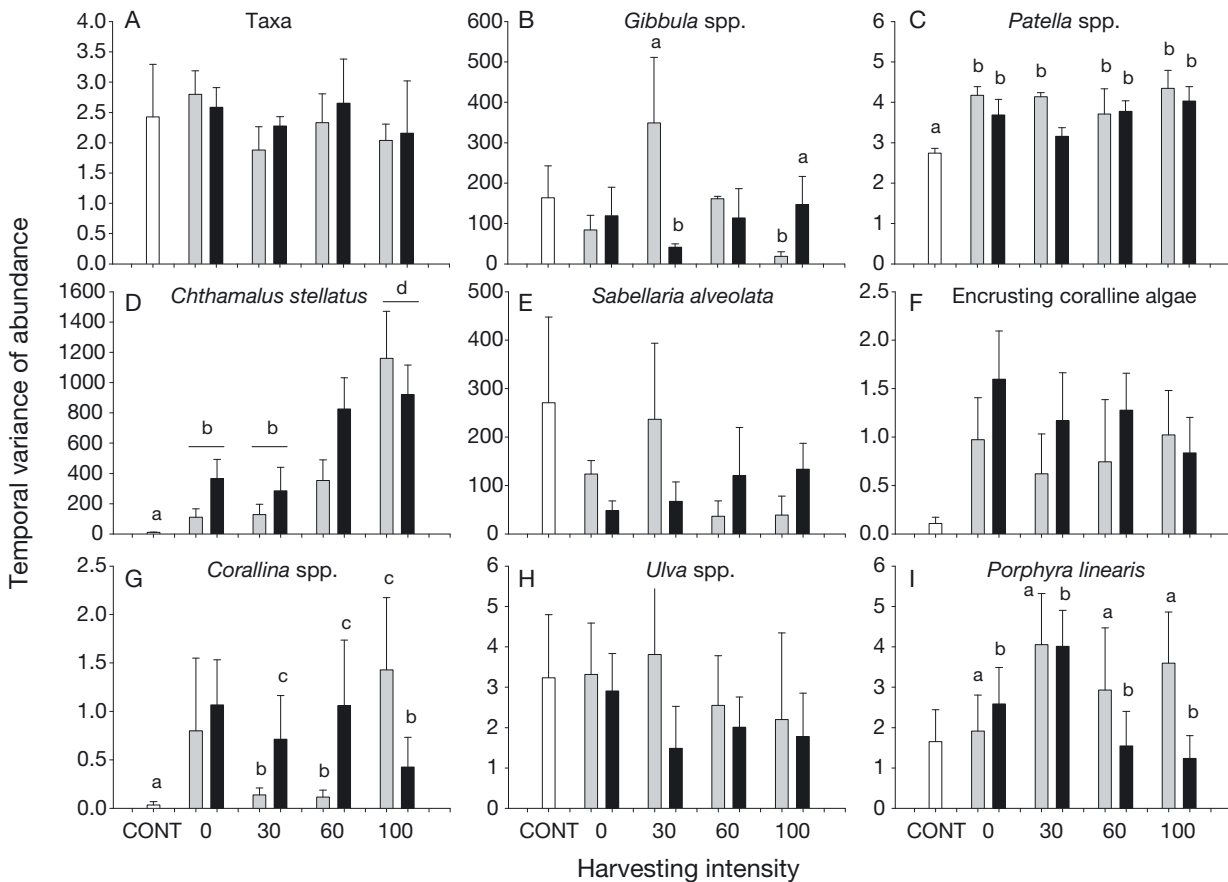 A Taxa
4.0
3.5
3.0
2.5
2.0
1.5
1.0
0.5
0.0
B Gibbula spp.
600
500
400
300
200
100
0
a
b
b
a
C Patella spp.
6
5
4
3
2
1
0
a
b b b b b b b
D Chthamalus stellatus
1600
1400
1200
1000
800
600
400
200
0
a
b
b
d
E Sabellaria alveolata
500
400
300
200
100
0
F Encrusting coralline algae
2.5
2.0
1.5
1.0
0.5
0.0
G Corallina spp.
2.5
2.0
1.5
1.0
0.5
0.0
a
b
c
b
c
c
b
H Ulva spp.
6
5
4
3
2
1
0
I Porphyra linearis
6
5
4
3
2
1
0
a
b
a
b
a
b
a
b
CONT 0 30 60 100
CONT 0 30 60 100
CONT 0 30 60 100
Temporal variance of abundance
Harvesting intensity